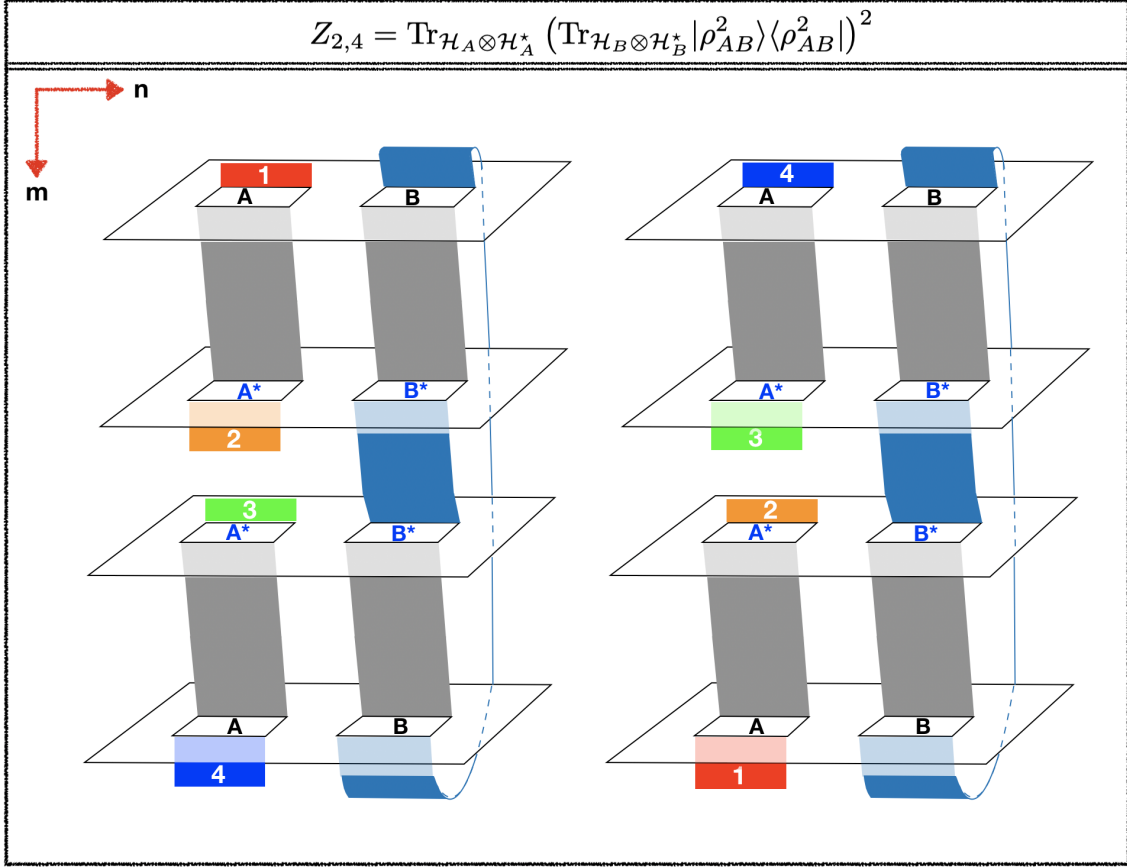 Z_{2,4} = Tr_{ℋ_A⊗ℋ_A^⋆} (Tr_{ℋ_B⊗ℋ_B^⋆} |ρ_{AB}^2⟩⟨ρ_{AB}^2|)^2
n
m
1 4
A B A B
A* B* A* B*
2 3
3 2
A* B* A* B*
A B A B
4 1